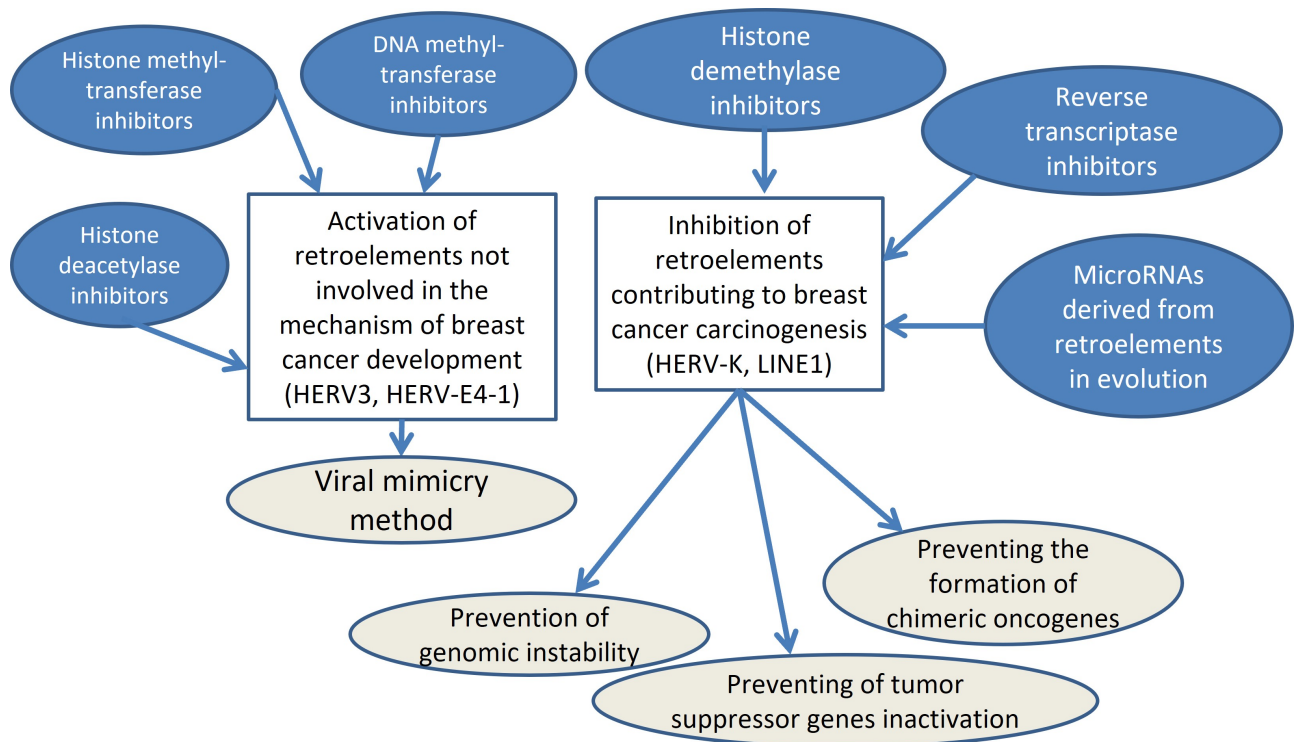 Histone methyl-
transferase
inhibitors
DNA methyl-
transferase
inhibitors
Histone
demethylase
inhibitors
Reverse
transcriptase
inhibitors
Histone
deacetylase
inhibitors
Activation of
retroelements not
involved in the
mechanism of breast
cancer development
(HERV3, HERV-E4-1)
Inhibition of
retroelements
contributing to breast
cancer carcinogenesis
(HERV-K, LINE1)
MicroRNAs
derived from
retroelements
in evolution
Viral mimicry
method
Prevention of
genomic instability
Preventing of tumor
suppressor genes inactivation
Preventing the
formation of
chimeric oncogenes